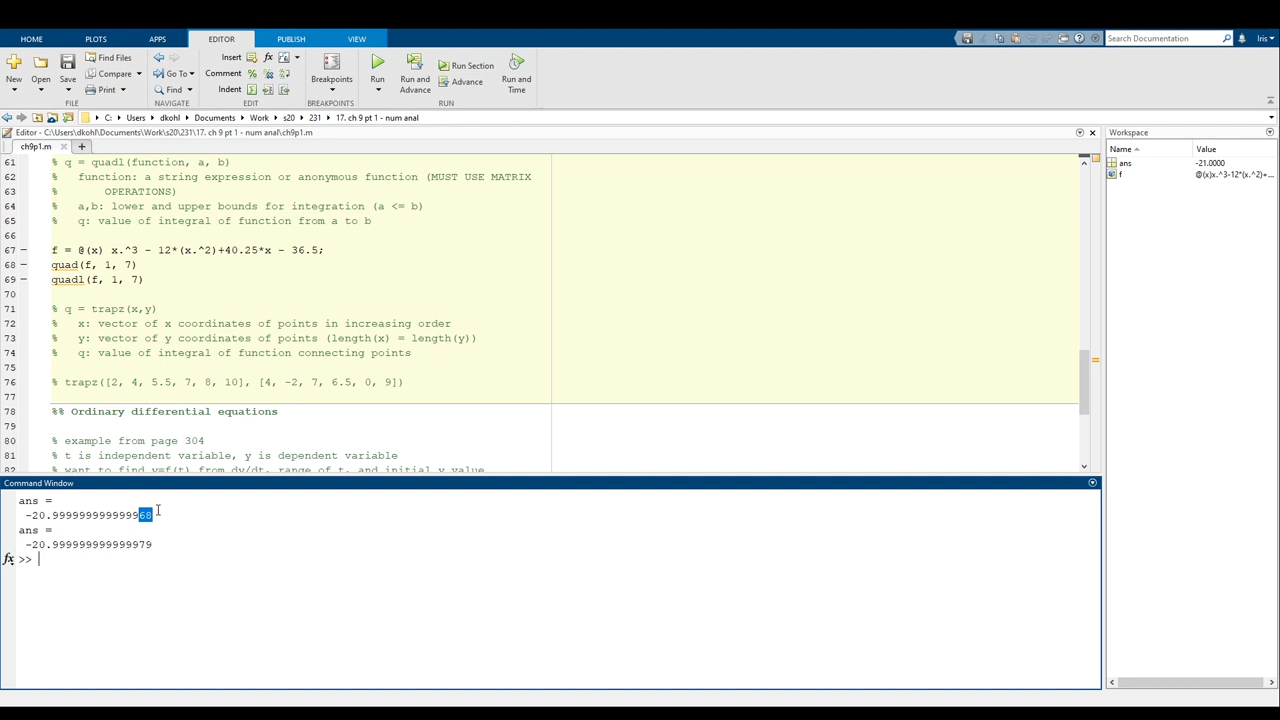 HOME PLOTS APPS EDITOR PUBLISH VIEW Search Documentation Iris
New Open Save Find Files Compare Print Go To Find Insert fx Comment Indent Breakpoints Run Run and Advance Run Section Advance Run and Time
FILE NAVIGATE EDIT BREAKPOINTS RUN
C: Users dkohl Documents Work s20 231 17. ch 9 pt 1 - num anal
Editor - C:\Users\dkohl\Documents\Work\s20\231\17. ch 9 pt 1 - num anal\ch9p1.m
ch9p1.m
61 % q = quadl(function, a, b)
62 % function: a string expression or anonymous function (MUST USE MATRIX
63 % OPERATIONS)
64 % a,b: lower and upper bounds for integration (a <= b)
65 % q: value of integral of function from a to b
66
67 f = @(x) x.^3 - 12*(x.^2)+40.25*x - 36.5;
68 quad(f, 1, 7)
69 quadl(f, 1, 7)
70
71 % q = trapz(x,y)
72 % x: vector of x coordinates of points in increasing order
73 % y: vector of y coordinates of points (length(x) = length(y))
74 % q: value of integral of function connecting points
75
76 % trapz([2, 4, 5.5, 7, 8, 10], [4, -2, 7, 6.5, 0, 9])
77
78 %% Ordinary differential equations
79
80 % example from page 304
81 % t is independent variable, y is dependent variable
82 % want to find y=f(t) from dy/dt, range of t, and initial y value
Workspace
Name Value
ans -21.0000
f @(x)x.^3-12*(x.^2)+...
Command Window
ans =
-20.999999999999968
ans =
-20.999999999999979
fx >>